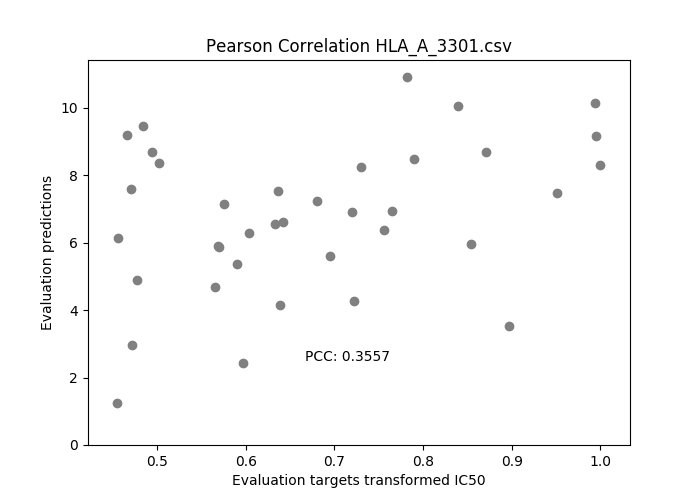 Pearson Correlation HLA_A_3301.csv
Evaluation predictions
10
8
6
4
2
0
PCC: 0.3557
0.5 0.6 0.7 0.8 0.9 1.0
Evaluation targets transformed IC50